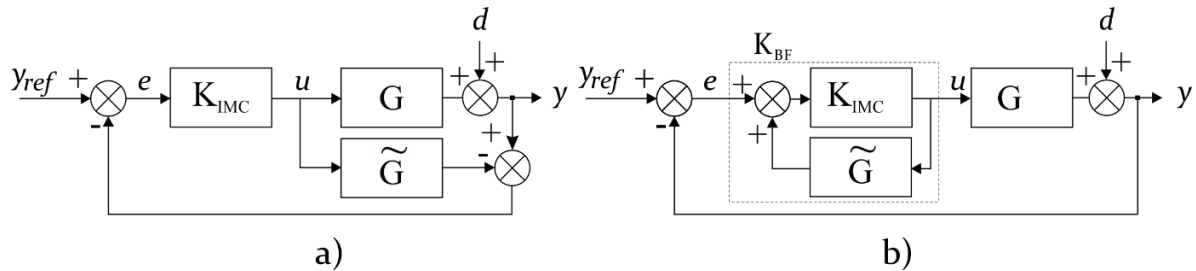 d
y_ref + e K_IMC u G + + y
-
+
-
G̃
a)
d
K_BF
y_ref + e + K_IMC u G + + y
-
+
G̃
b)